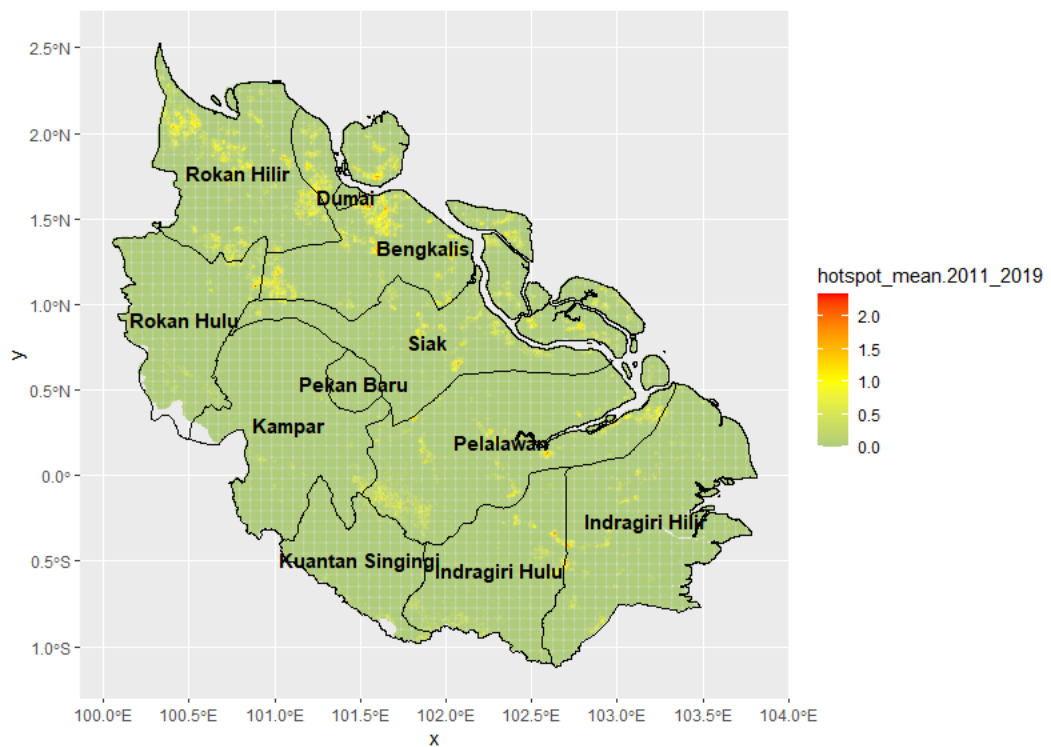 2.5°N
2.0°N
1.5°N
1.0°N
0.5°N
0.0°
0.5°S
1.0°S
y
Rokan Hilir
Dumai
Bengkalis
Rokan Hulu
Siak
Pekan Baru
Kampar
Pelalawan
Indragiri Hilir
Kuantan Singingi
Indragiri Hulu
100.0°E 100.5°E 101.0°E 101.5°E 102.0°E 102.5°E 103.0°E 103.5°E 104.0°E
x
hotspot_mean.2011_2019
2.0
1.5
1.0
0.5
0.0